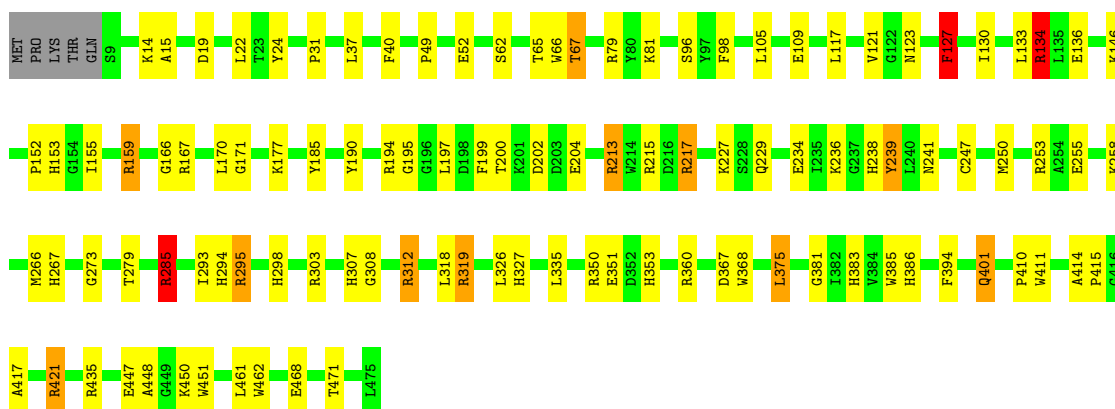 MET PRO LYS THR GLN S9 K14 A15 D19 L22 T23 Y24 P31 L37 F40 P49 E52 S62 T65 W66 T67 R79 Y80 K81 S96 Y97 F98 L105 E109 L117 V121 G122 N123 F127 I130 L133 R134 L135 E136 K146
P152 H153 G154 I155 R159 G166 R167 L170 G171 K177 Y185 Y190 R194 G195 G196 L197 D198 F199 T200 K201 D202 D203 E204 R213 W214 R215 D216 R217 K227 S228 Q229 E234 I235 K236 G237 H238 Y239 L240 N241 C247 M250 R253 A254 E255 K258
M266 H267 G273 T279 R285 I293 H294 R295 H298 R303 H307 G308 R312 L318 R319 L326 H327 L335 R350 E351 D352 H353 R360 D367 W368 L375 G381 I382 H383 V384 W385 H386 F394 Q401 P410 W411 A414 P415 G416
A417 R421 R435 E447 A448 G449 K450 W451 L461 W462 E468 T471 L475